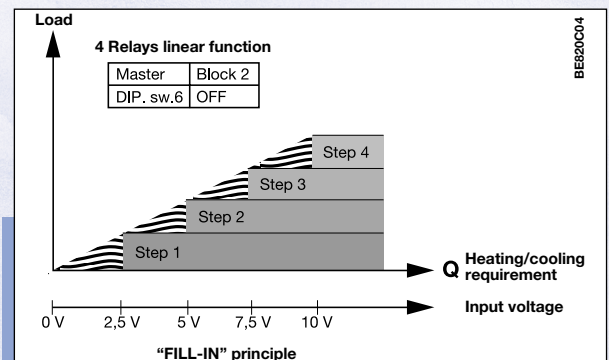 Load
BE820C04
4 Relays linear function
Master Block 2
DIP. sw.6 OFF
Step 4
Step 3
Step 2
Step 1
Q Heating/cooling
requirement
Input voltage
0 V 2,5 V 5 V 7,5 V 10 V
"FILL-IN" principle